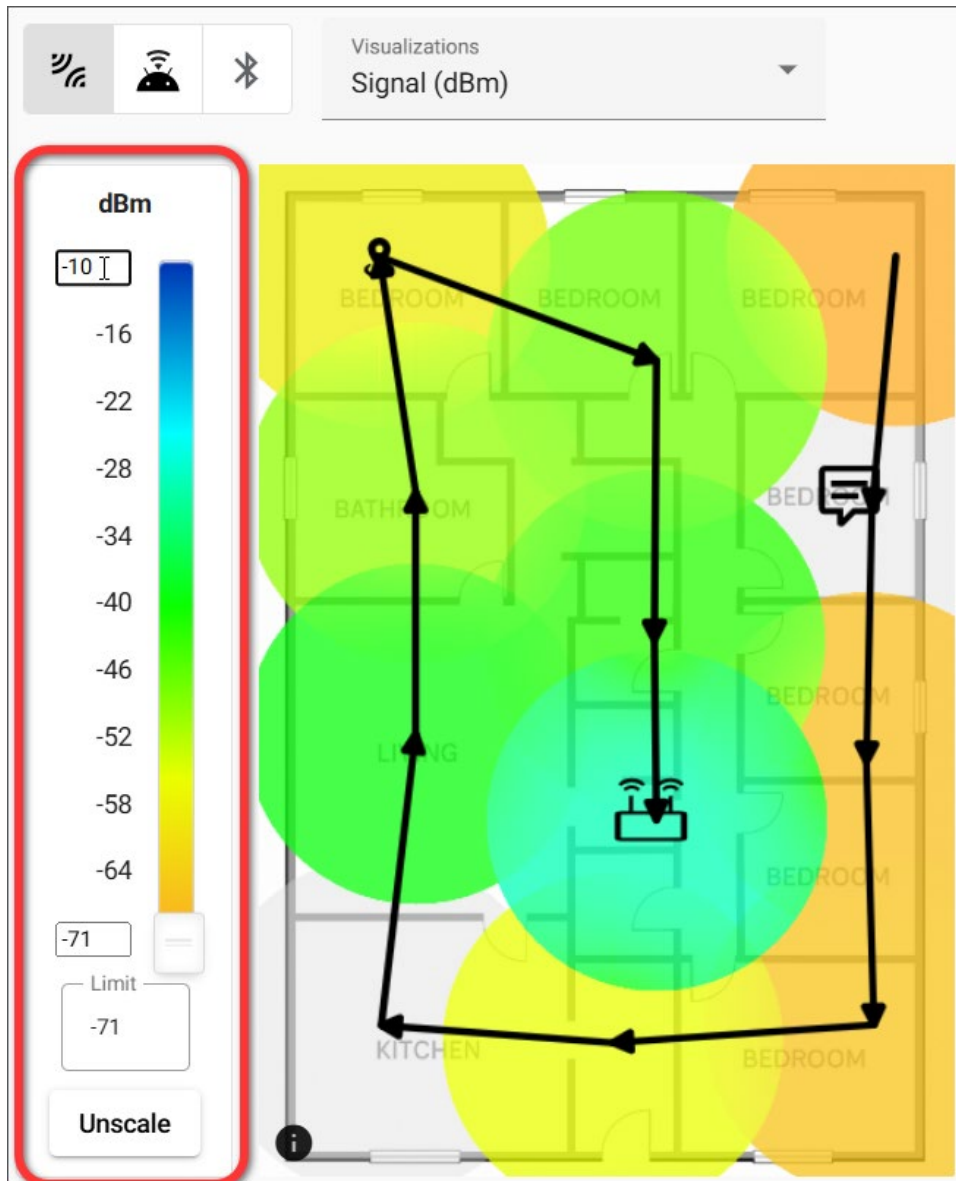 Visualizations
Signal (dBm)
dBm
-10
-16
-22
-28
-34
-40
-46
-52
-58
-64
-71
Limit
-71
Unscale
BEDROOM
BEDROOM
BEDROOM
BATHROOM
BEDROOM
LIVING
BEDROOM
BEDROOM
KITCHEN
BEDROOM
i